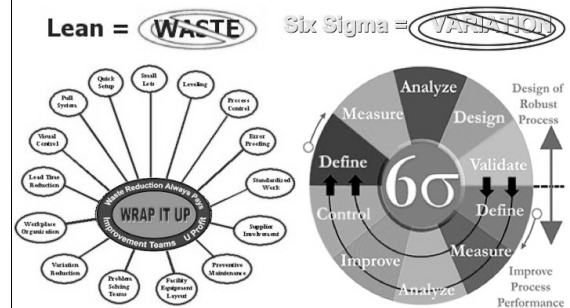 Lean = WASTE
Six Sigma = VARIATION
Small
Lots
Leveling
Process
Control
Error
Proofing
Standardized
Work
Supplier
Involvement
Preventive
Maintenance
Facility
Equipment
Layout
Problem
Solving
Teams
Variation
Reduction
Workplace
Organization
Lead Time
Reduction
Visual
Control
Pull
System
Quick
Setup
Waste Reduction Always Pays
WRAP IT UP
Improvement Teams U Profit
Analyze
Design
Validate
Define
Measure
Analyze
Improve
Control
Define
Measure
6σ
Design of
Robust
Process
Improve
Process
Performance